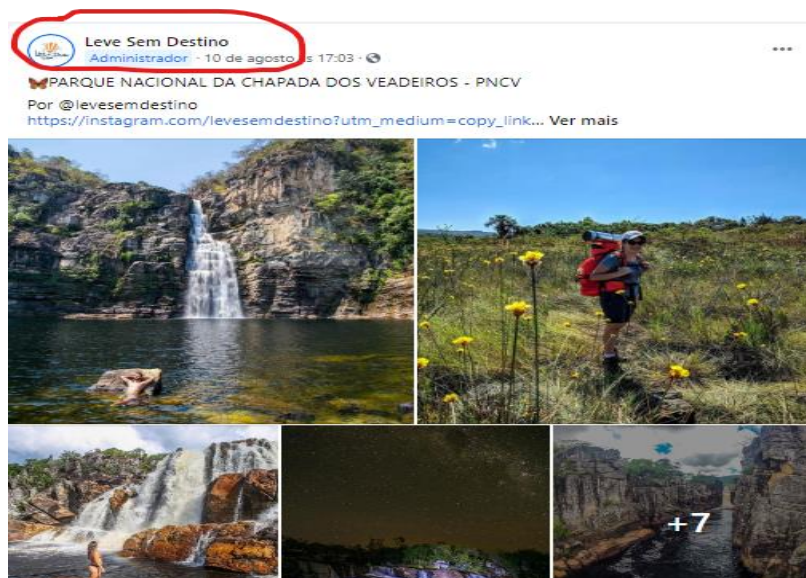 Leve Sem Destino
Administrador · 10 de agosto às 17:03 ·
PARQUE NACIONAL DA CHAPADA DOS VEADEIROS - PNCV
Por @levesemdestino
https://instagram.com/levesemdestino?utm_medium=copy_link... Ver mais
+7